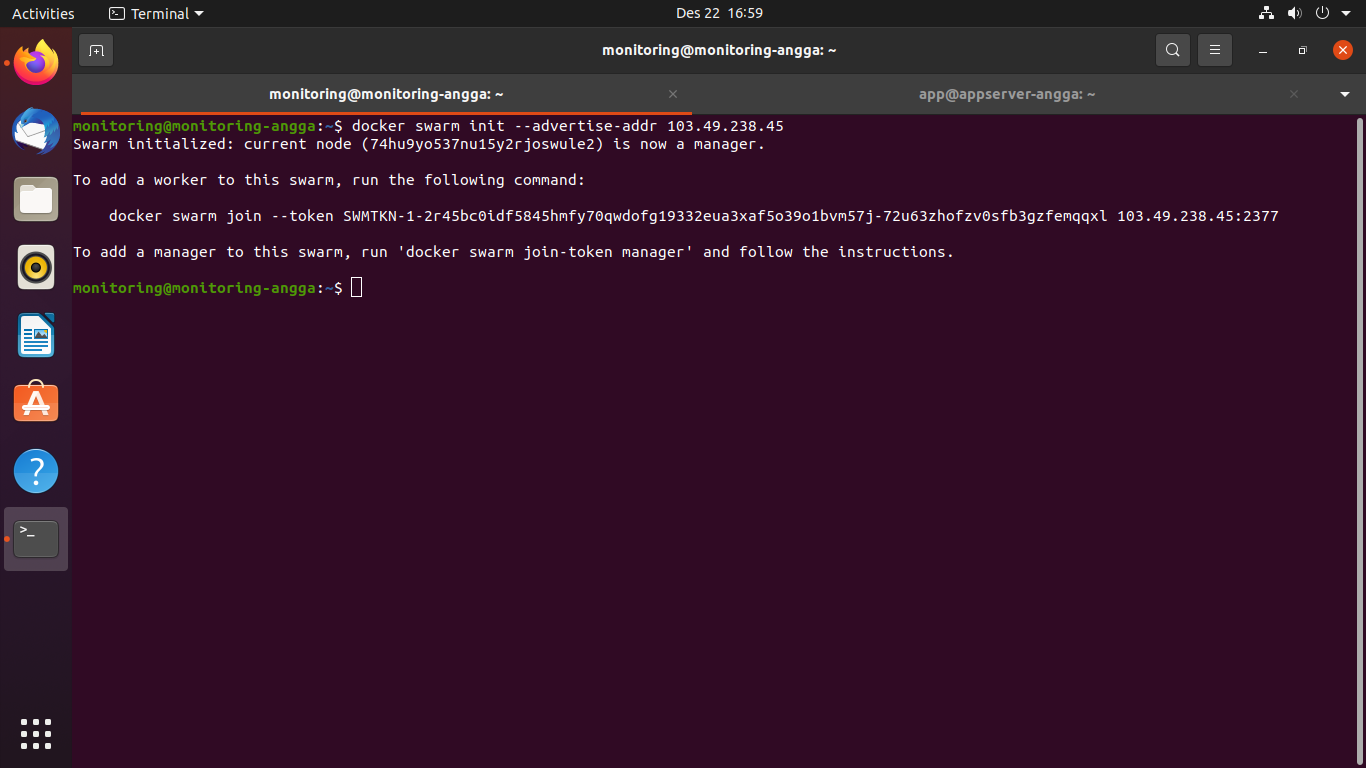 Activities
Terminal
Des 22 16:59
monitoring@monitoring-angga: ~
monitoring@monitoring-angga: ~
app@appserver-angga: ~
monitoring@monitoring-angga:~$ docker swarm init --advertise-addr 103.49.238.45
Swarm initialized: current node (74hu9yo537nu15y2rjoswule2) is now a manager.
To add a worker to this swarm, run the following command:
docker swarm join --token SWMTKN-1-2r45bc0idf5845hmfy70qwdofg19332eua3xaf5o39o1bvm57j-72u63zhofzv0sfb3gzfemqqxl 103.49.238.45:2377
To add a manager to this swarm, run 'docker swarm join-token manager' and follow the instructions.
monitoring@monitoring-angga:~$